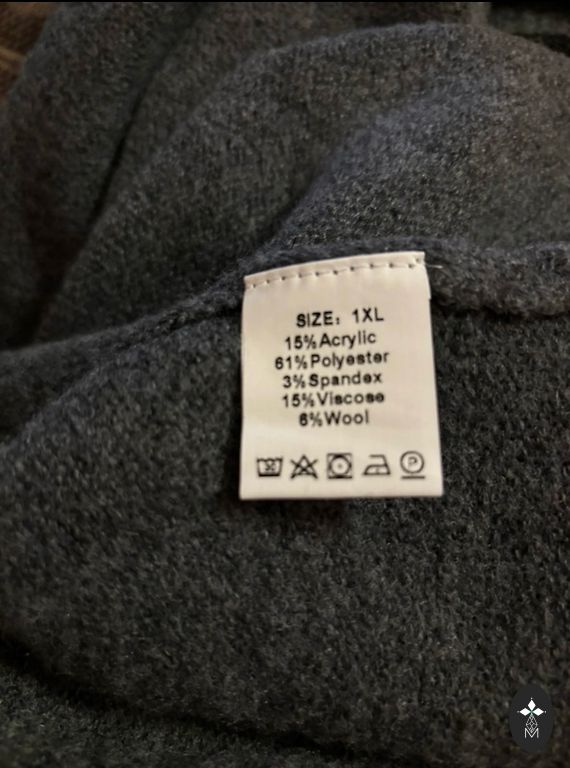 SIZE: 1XL
15%Acrylic
61%Polyester
3%Spandex
15%Viscose
6%Wool
P
M